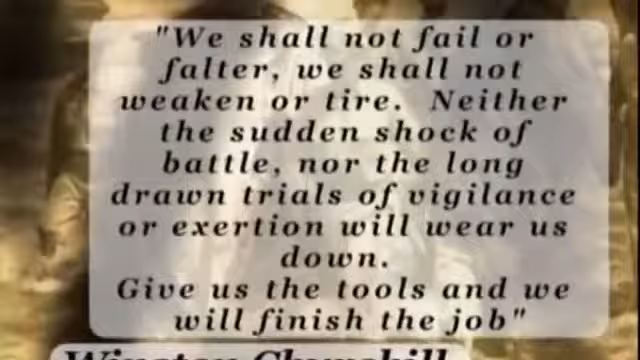 "We shall not fail or
falter, we shall not
weaken or tire. Neither
the sudden shock of
battle, nor the long
drawn trials of vigilance
or exertion will wear us
down.
Give us the tools and we
will finish the job"
Winston Churchill